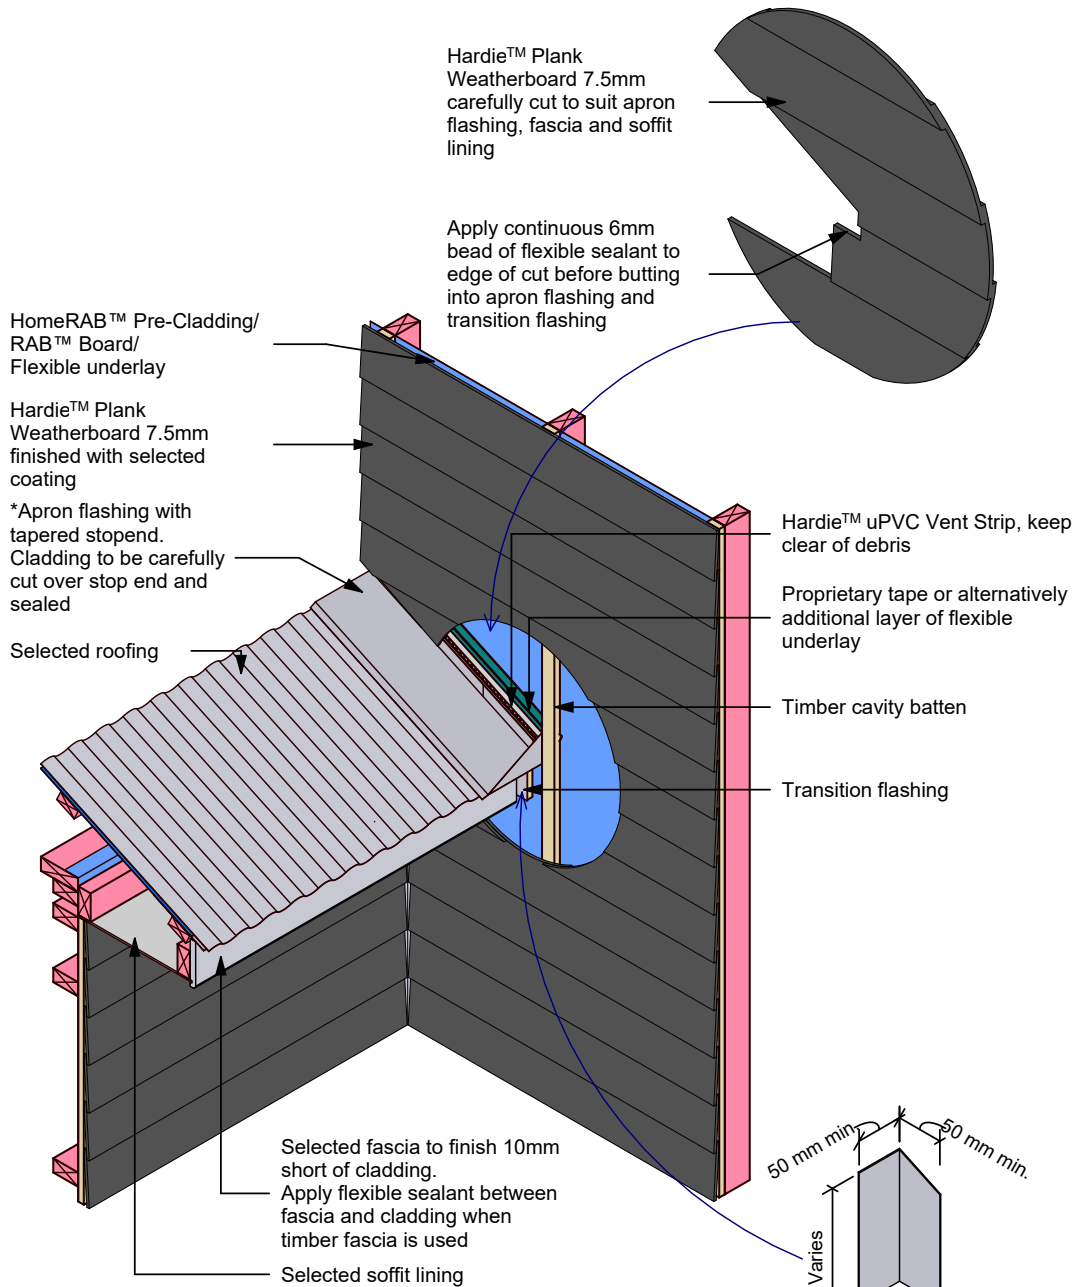 Hardie™ Plank
Weatherboard 7.5mm
carefully cut to suit apron
flashing, fascia and soffit
lining
Apply continuous 6mm
bead of flexible sealant to
edge of cut before butting
into apron flashing and
transition flashing
HomeRAB™ Pre-Cladding/
RAB™ Board/
Flexible underlay
Hardie™ Plank
Weatherboard 7.5mm
finished with selected
coating
*Apron flashing with
tapered stopend.
Cladding to be carefully
cut over stop end and
sealed
Selected roofing
Hardie™ uPVC Vent Strip, keep
clear of debris
Proprietary tape or alternatively
additional layer of flexible
underlay
Timber cavity batten
Transition flashing
Selected fascia to finish 10mm
short of cladding.
Apply flexible sealant between
fascia and cladding when
timber fascia is used
Selected soffit lining
50 mm min.
50 mm min.
Varies